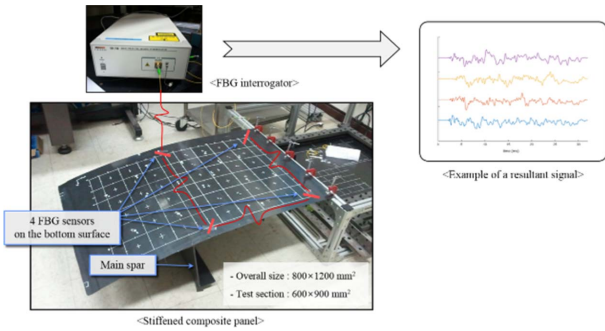 <FBG interrogator>
<Example of a resultant signal>
4 FBG sensors
on the bottom surface
Main spar
- Overall size : 800×1200 mm²
- Test section : 600×900 mm²
<Stiffened composite panel>